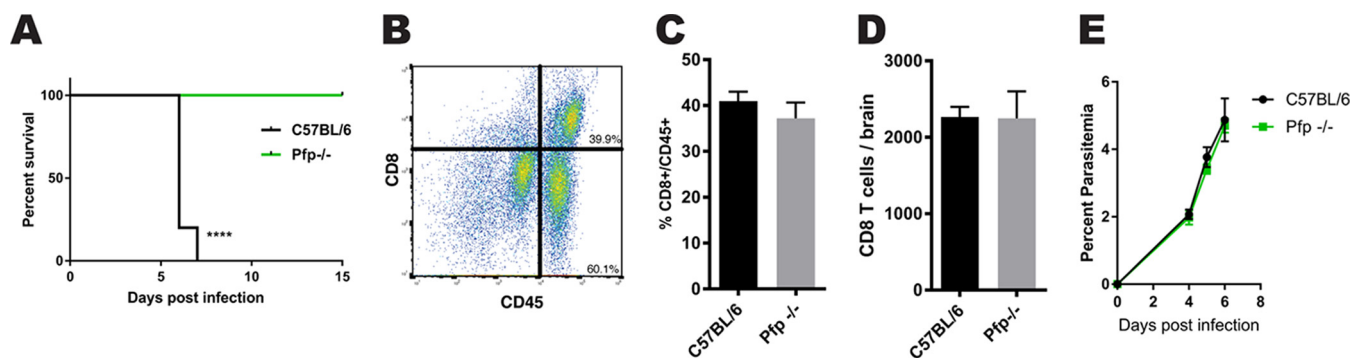 A
Percent survival
100
50
0
0 5 10 15
Days post infection
C57BL/6
Pfp-/-
****
B
CD8
39.9%
60.1%
CD45
C
% CD8+/CD45+
50
40
30
20
10
0
C57BL/6
Pfp -/-
D
CD8 T cells / brain
3000
2000
1000
0
C57BL/6
Pfp-/-
E
Percent Parasitemia
6
4
2
0
0 2 4 6 8
Days post infection
C57BL/6
Pfp -/-